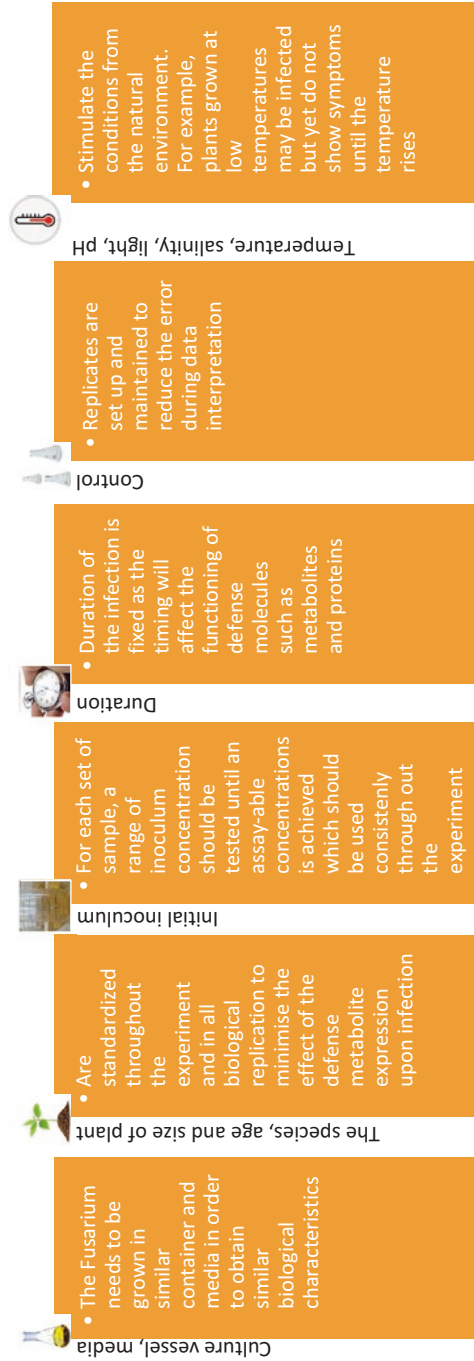 Culture vessel, media
• The Fusarium
needs to be
grown in
similar
container and
media in order
to obtain
similar
biological
characteristics
The species, age and size of plant
• Are
standardized
throughout
the
experiment
and in all
biological
replication to
minimise the
effect of the
defense
metabolite
expression
upon infection
Initial inoculum
• For each set of
sample, a
range of
inoculum
concentration
should be
tested until an
assay-able
concentrations
is achieved
which should
be used
consistenly
through out
the
experiment
Duration
• Duration of
the infection is
fixed as the
timing will
affect the
functioning of
defense
molecules
such as
metabolites
and proteins
Control
• Replicates are
set up and
maintained to
reduce the error
during data
interpretation
Temperature, salinity, light, pH
• Stimulate the
conditions from
the natural
environment.
For example,
plants grown at
low
temperatures
may be infected
but yet do not
show symptoms
until the
temperature
rises